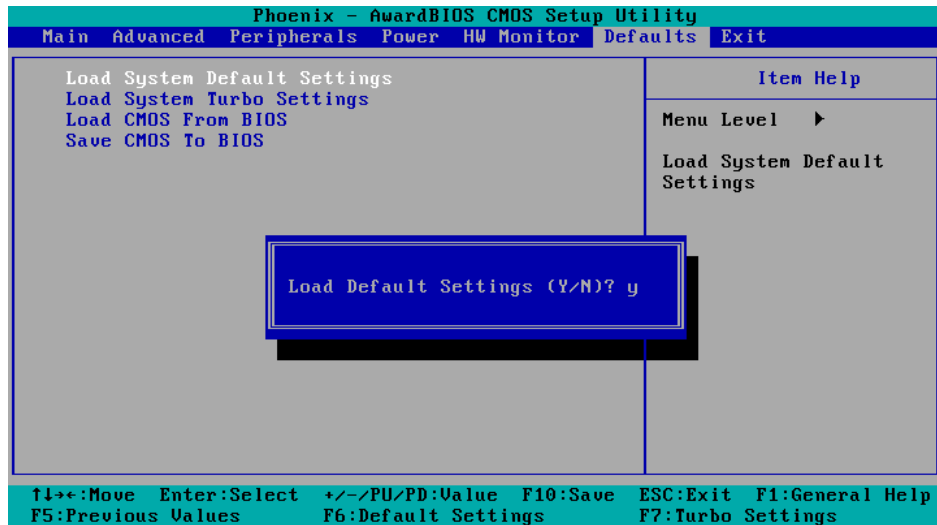 Phoenix - AwardBIOS CMOS Setup Utility
Main Advanced Peripherals Power HW Monitor Defaults Exit
Load System Default Settings
Load System Turbo Settings
Load CMOS From BIOS
Save CMOS To BIOS
Item Help
Menu Level ▶
Load System Default
Settings
Load Default Settings (Y/N)? y
↑↓→←:Move Enter:Select +/-/PU/PD:Value F10:Save ESC:Exit F1:General Help
F5:Previous Values F6:Default Settings F7:Turbo Settings